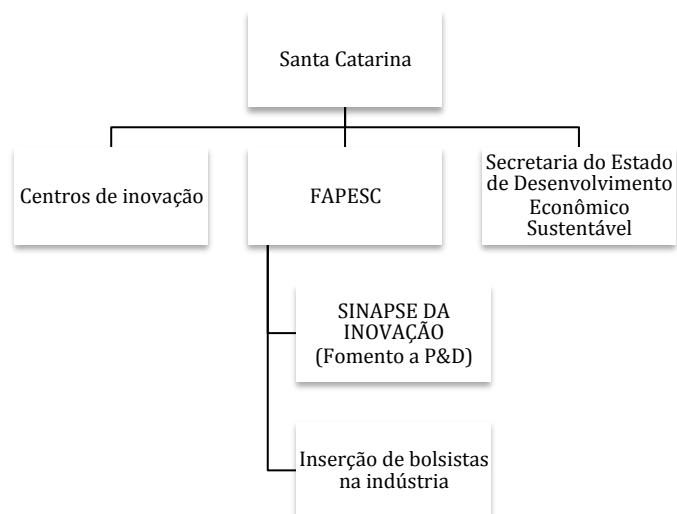 Santa Catarina
Centros de inovação
FAPESC
Secretaria do Estado
de Desenvolvimento
Econômico
Sustentável
SINAPSE DA
INOVAÇÃO
(Fomento a P&D)
Inserção de bolsistas
na indústria